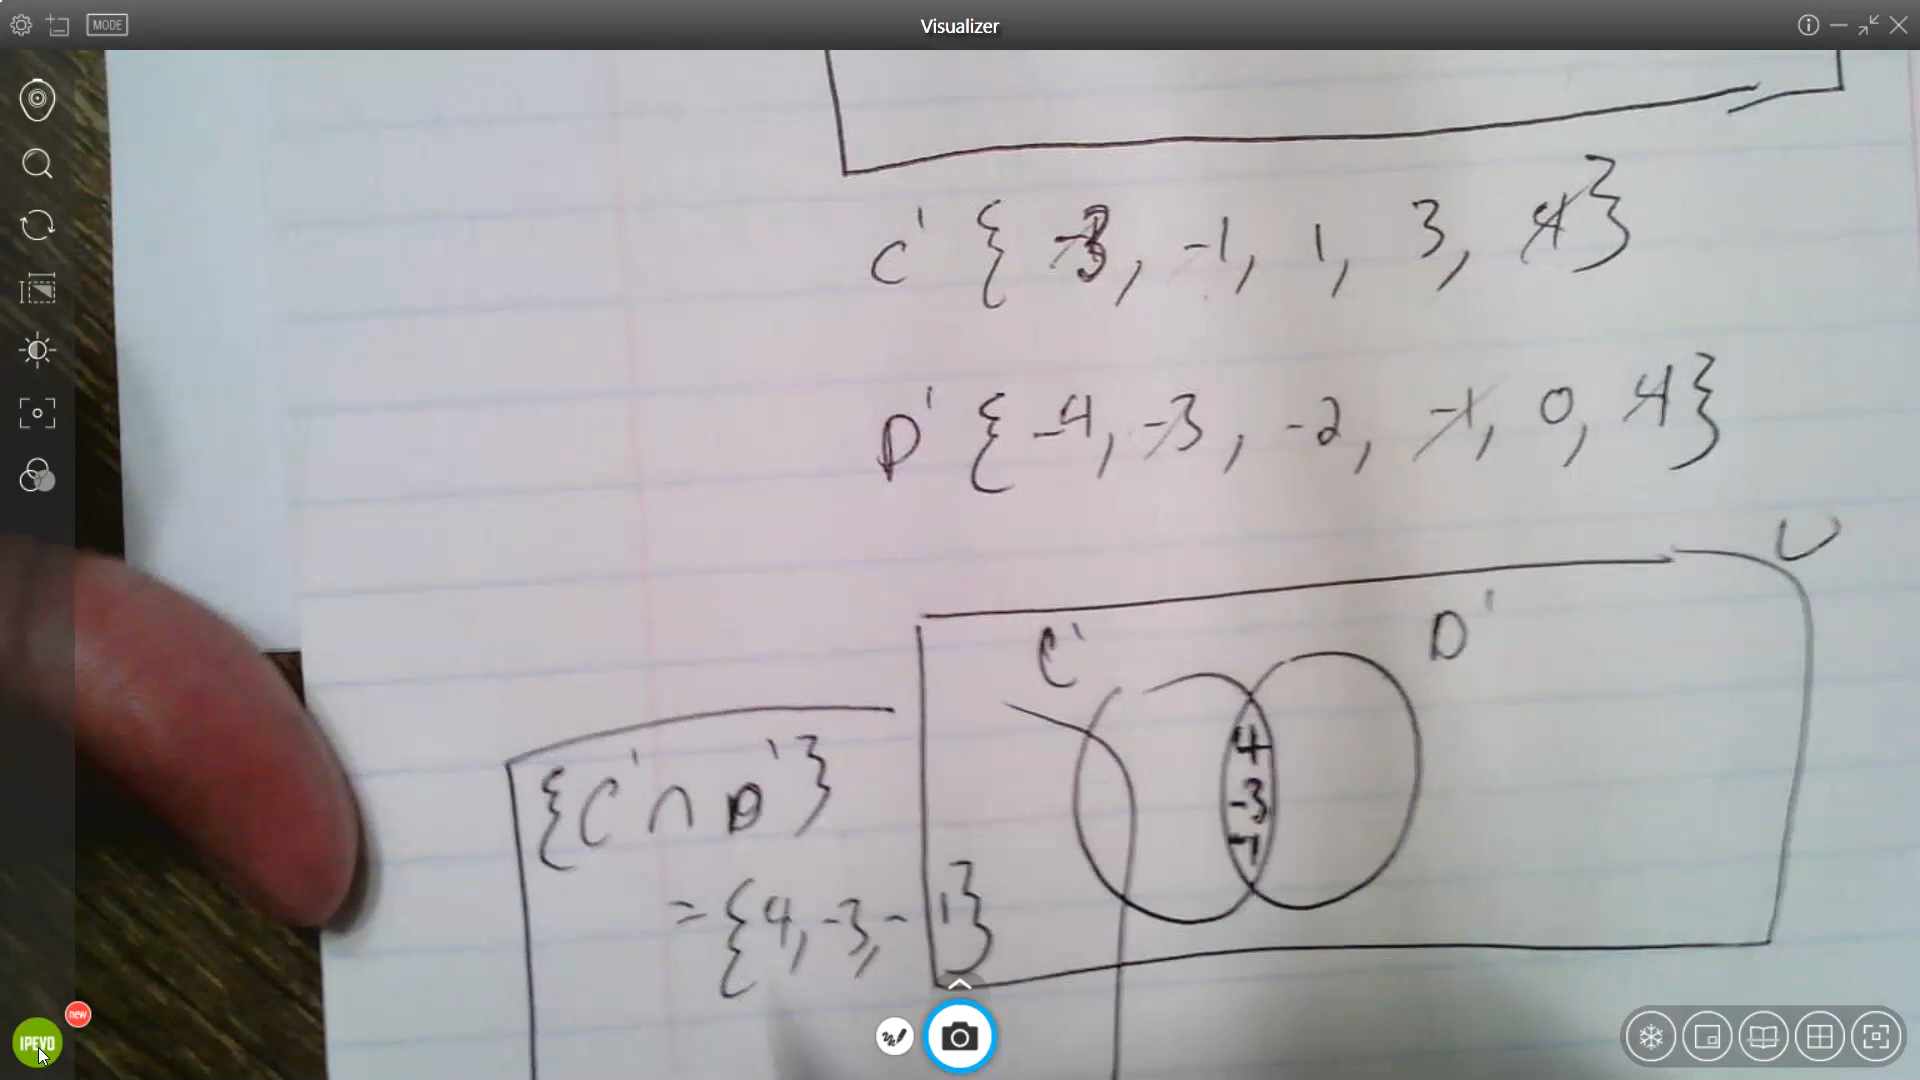 MODE
Visualizer
C' { -3, -1, 1, 3, 4}
D' { -4, -3, -2, -1, 0, 4}
U
C' D'
4
-3
-1
{C' ∩ D'}
= {4, -3, -1}
new
IPEVO